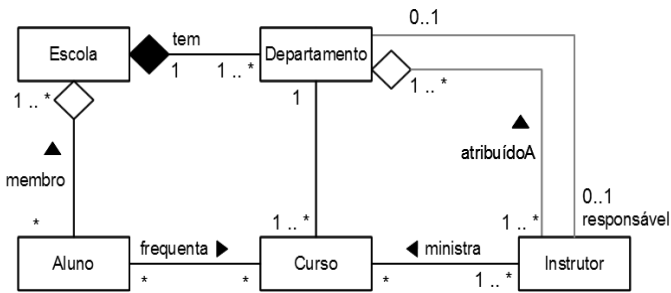 0..1
Escola
tem
Departamento
1
1 .. *
1 .. *
1
1 .. *
atribuídoA
membro
0..1
responsável
*
1 .. *
1 .. *
Aluno
frequenta
Curso
ministra
Instrutor
*
*
*
1 .. *